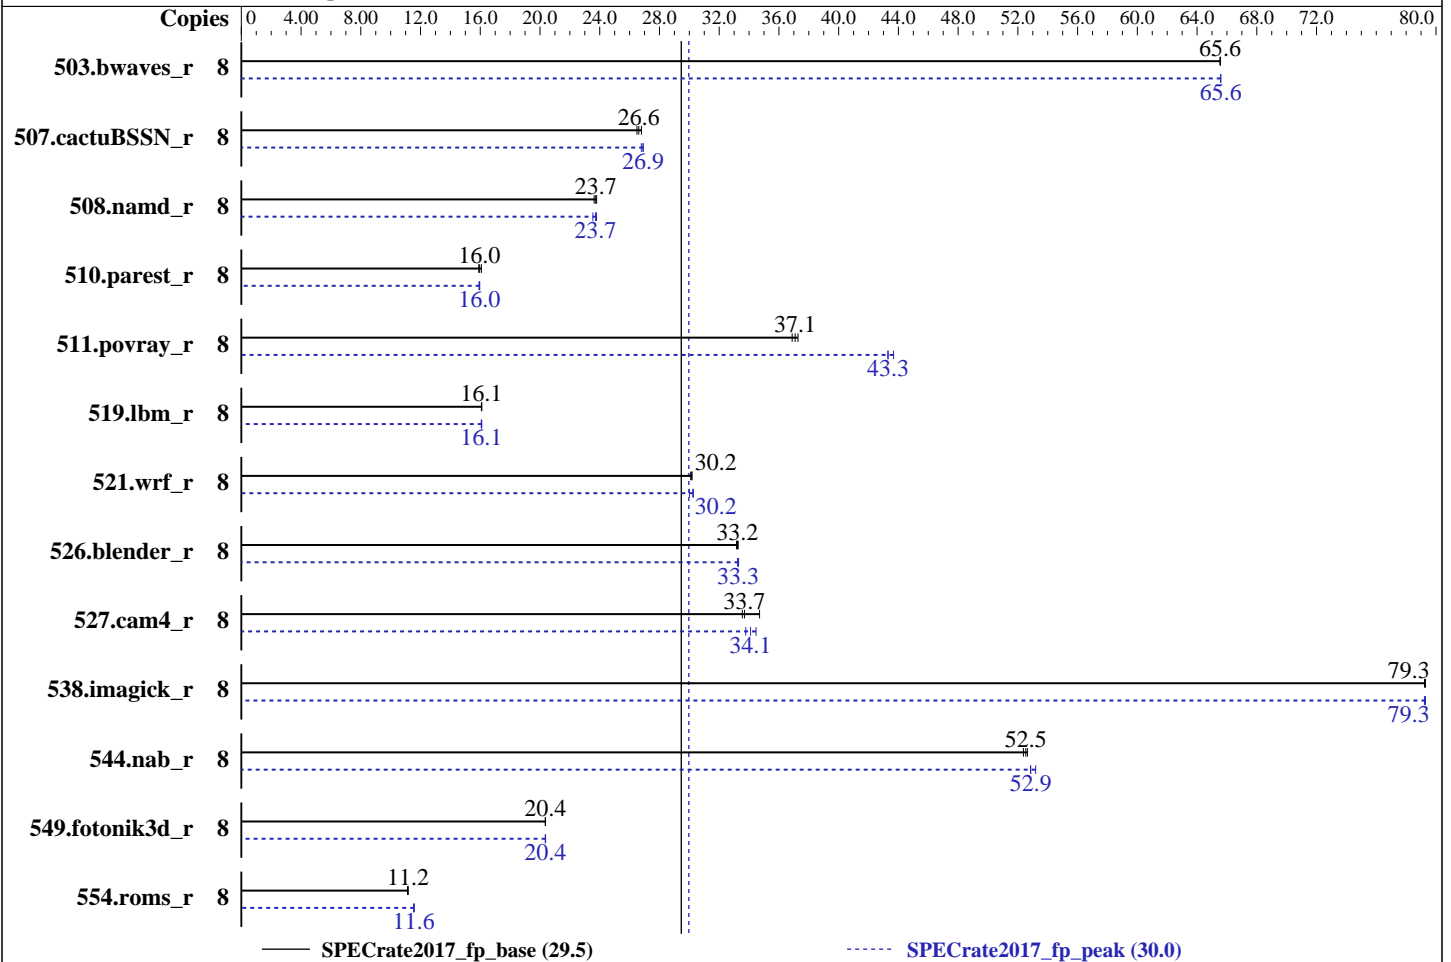 Copies 0 4.00 8.00 12.0 16.0 20.0 24.0 28.0 32.0 36.0 40.0 44.0 48.0 52.0 56.0 60.0 64.0 68.0 72.0 80.0
503.bwaves_r 8 65.6
65.6
507.cactuBSSN_r 8 26.6
26.9
508.namd_r 8 23.7
23.7
510.parest_r 8 16.0
16.0
511.povray_r 8 37.1
43.3
519.lbm_r 8 16.1
16.1
521.wrf_r 8 30.2
30.2
526.blender_r 8 33.2
33.3
527.cam4_r 8 33.7
34.1
538.imagick_r 8 79.3
79.3
544.nab_r 8 52.5
52.9
549.fotonik3d_r 8 20.4
20.4
554.roms_r 8 11.2
11.6
SPECrate2017_fp_base (29.5) SPECrate2017_fp_peak (30.0)